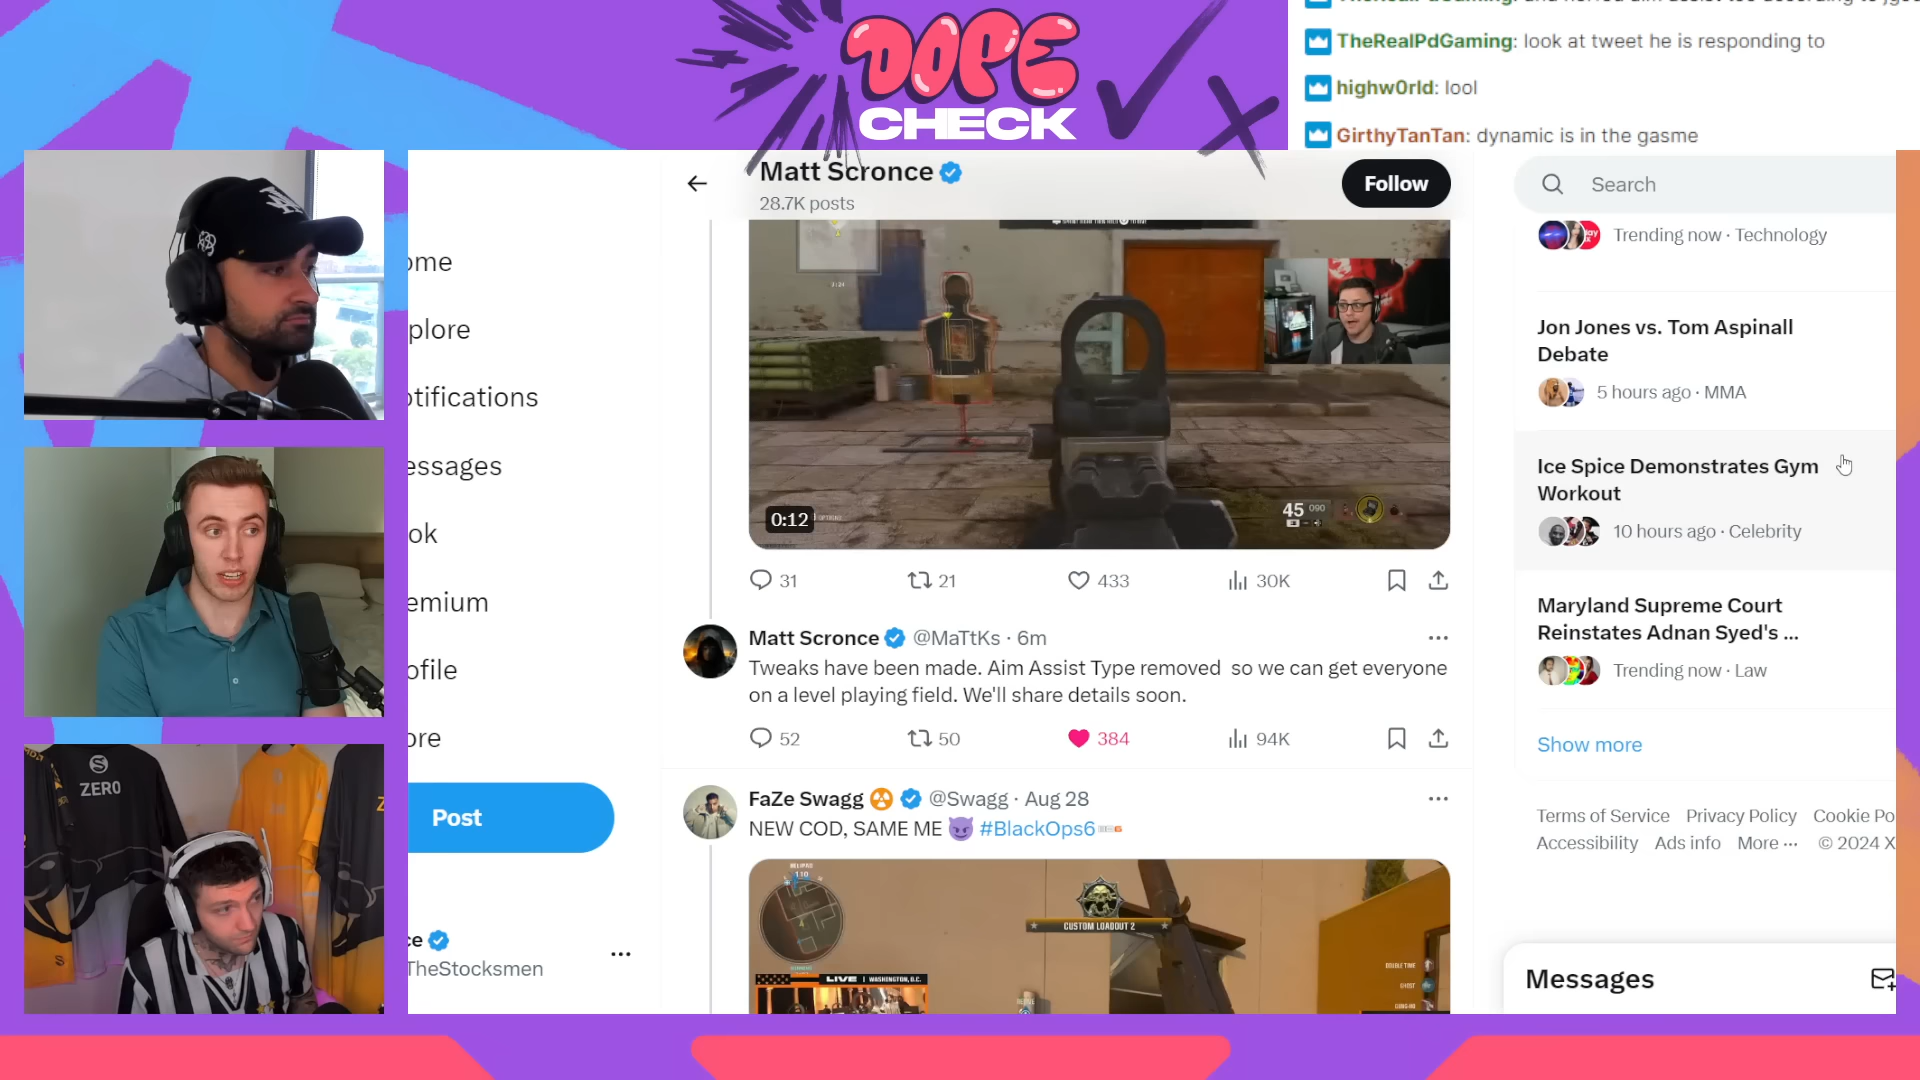 DOPE
CHECK
TheRealPdGaming: look at tweet he is responding to
highw0rld: lool
GirthyTanTan: dynamic is in the gasme
Matt Scronce
28.7K posts
Follow
Search
ome
plore
otifications
essages
ok
emium
ofile
ore
Post
ce
TheStocksmen
0:12
45
090
31
21
433
30K
Matt Scronce @MaTtKs · 6m
Tweaks have been made. Aim Assist Type removed so we can get everyone
on a level playing field. We'll share details soon.
52
50
384
94K
FaZe Swagg @Swagg · Aug 28
NEW COD, SAME ME #BlackOps6
110
CUSTOM LOADOUT 2
LIVE | WASHINGTON, D.C.
DOUBLE TIME
GHOST
Trending now · Technology
Jon Jones vs. Tom Aspinall
Debate
5 hours ago · MMA
Ice Spice Demonstrates Gym
Workout
10 hours ago · Celebrity
Maryland Supreme Court
Reinstates Adnan Syed's ...
Trending now · Law
Show more
Terms of Service Privacy Policy Cookie Po
Accessibility Ads info More ··· © 2024 X
Messages
ZERO